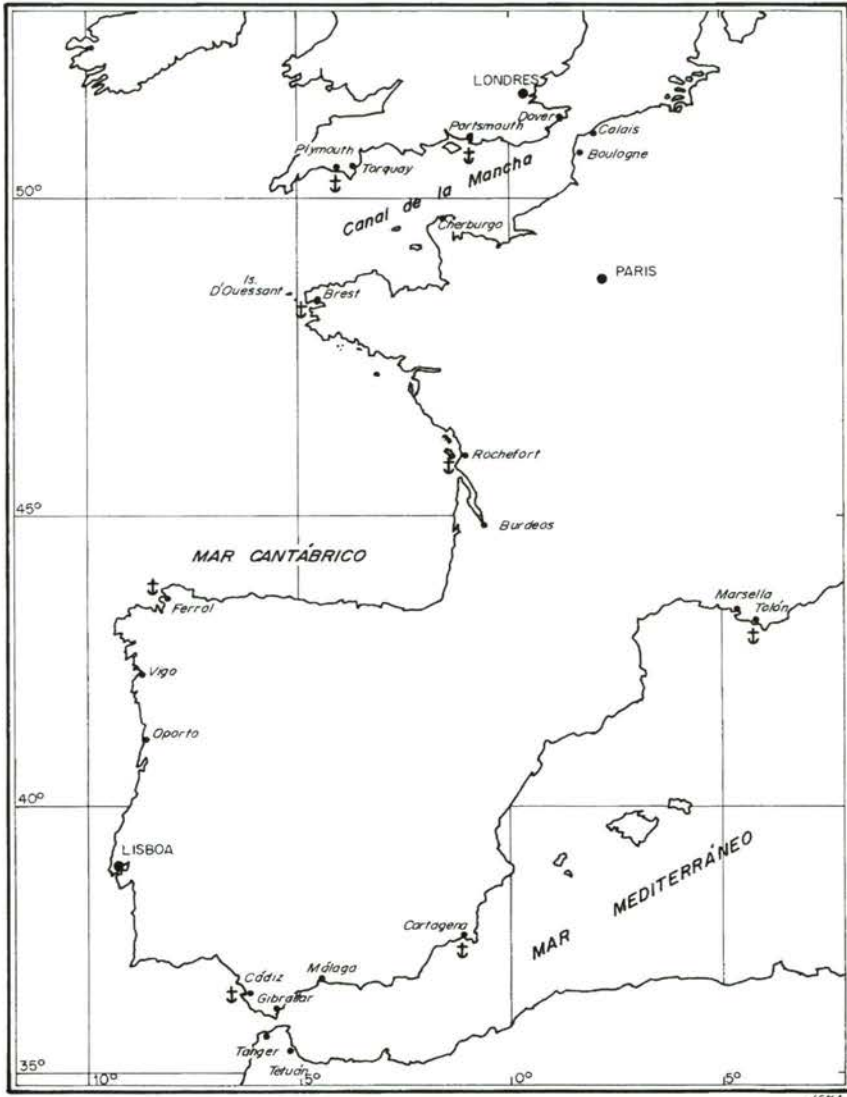 LONDRES
Dover
Portsmouth
Calais
Boulogne
Plymouth
Torquay
50°
Canal de la Mancha
Cherburgo
PARIS
Is.
D'Ouessant
Brest
Rochefort
45°
Burdeos
MAR CANTÁBRICO
Ferrol
Marsella
Tolón
Vigo
Oporto
40°
LISBOA
MAR MEDITERRÁNEO
Cartagena
Málaga
Cádiz
Gibraltar
Tanger
Tetuán
35°
10°
15°
10°
5°